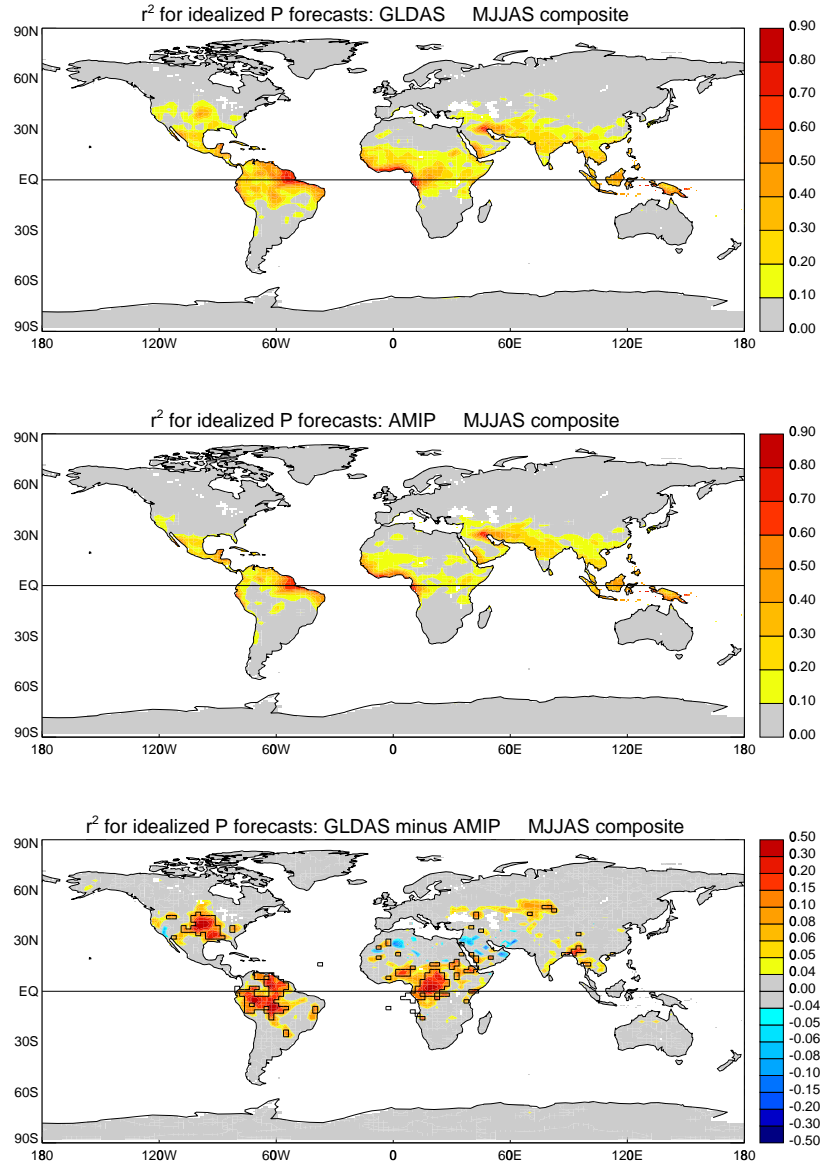 r² for idealized P forecasts: GLDAS MJJAS composite
90N
60N
30N
EQ
30S
60S
90S
180 120W 60W 0 60E 120E 180
0.90
0.80
0.70
0.60
0.50
0.40
0.30
0.20
0.10
0.00
r² for idealized P forecasts: AMIP MJJAS composite
90N
60N
30N
EQ
30S
60S
90S
180 120W 60W 0 60E 120E 180
0.90
0.80
0.70
0.60
0.50
0.40
0.30
0.20
0.10
0.00
r² for idealized P forecasts: GLDAS minus AMIP MJJAS composite
90N
60N
30N
EQ
30S
60S
90S
180 120W 60W 0 60E 120E 180
0.50
0.30
0.20
0.15
0.10
0.08
0.06
0.05
0.04
0.00
-0.04
-0.05
-0.06
-0.08
-0.10
-0.15
-0.20
-0.30
-0.50